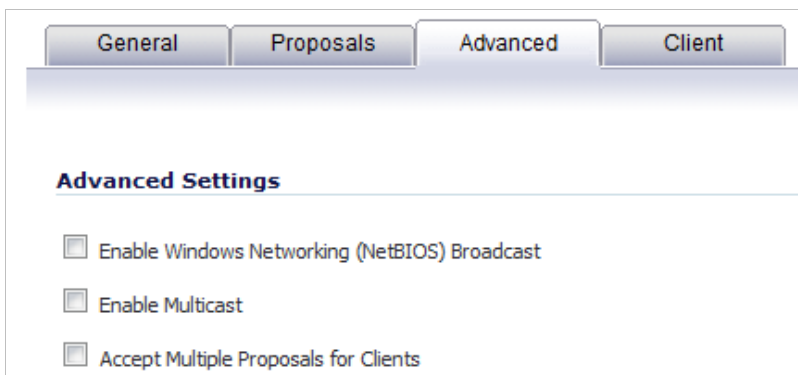 General Proposals Advanced Client
Advanced Settings
Enable Windows Networking (NetBIOS) Broadcast
Enable Multicast
Accept Multiple Proposals for Clients